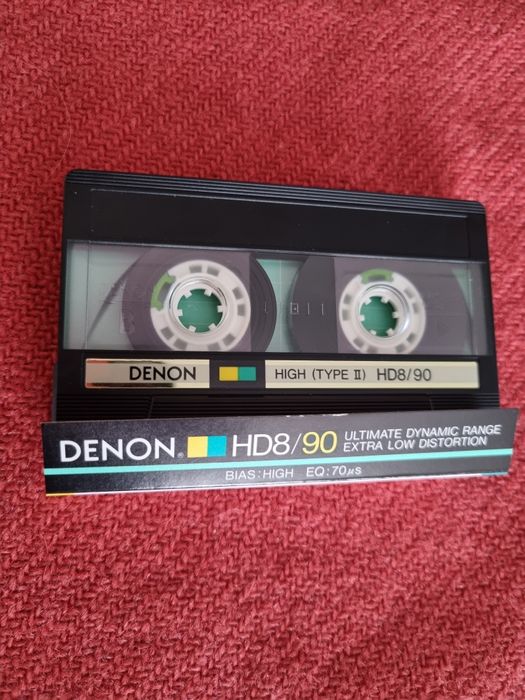 DENON HIGH (TYPE II) HD8/90
DENON® HD8/90 ULTIMATE DYNAMIC RANGE
EXTRA LOW DISTORTION
BIAS:HIGH EQ:70μs